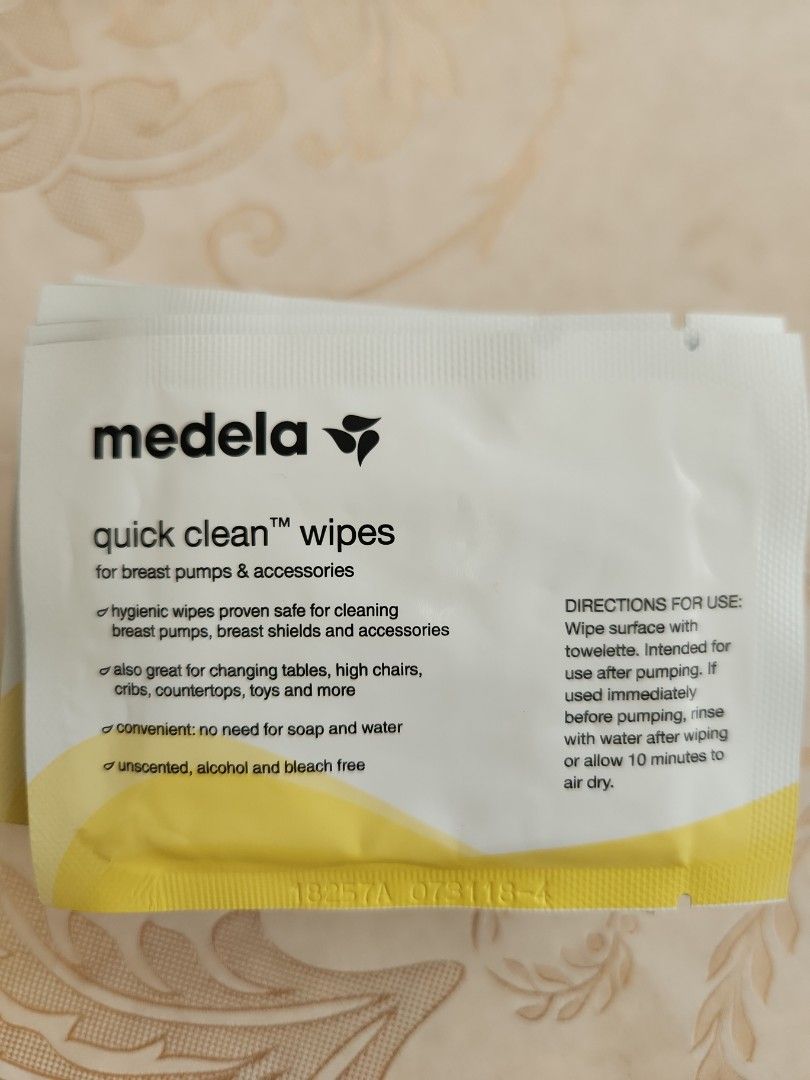 medela
quick clean™ wipes
for breast pumps & accessories
hygienic wipes proven safe for cleaning
breast pumps, breast shields and accessories
also great for changing tables, high chairs,
cribs, countertops, toys and more
convenient: no need for soap and water
unscented, alcohol and bleach free
DIRECTIONS FOR USE:
Wipe surface with
towelette. Intended for
use after pumping. If
used immediately
before pumping, rinse
with water after wiping
or allow 10 minutes to
air dry.
18257A 073118-4